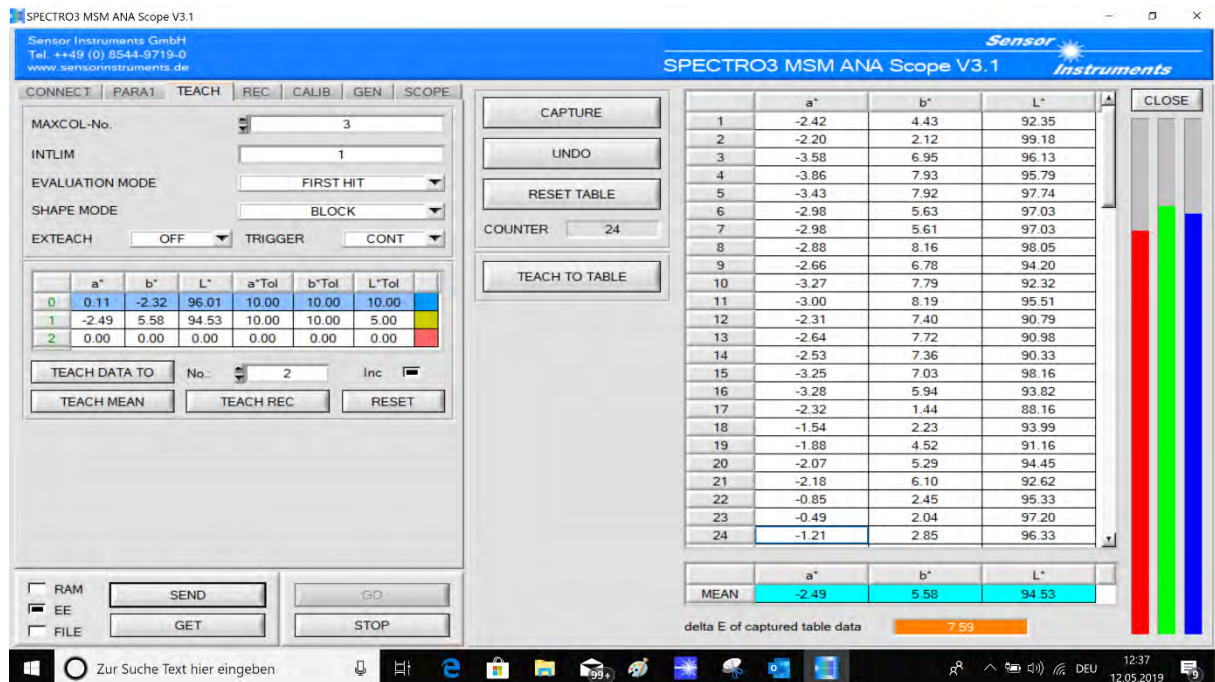 SPECTRO3 MSM ANA Scope V3.1
Sensor Instruments GmbH
Tel. ++49 (0) 8544-9719-0
www.sensorinstruments.de
Sensor
Instruments
SPECTRO3 MSM ANA Scope V3.1
CONNECT PARA1 TEACH REC CALIB GEN SCOPE
MAXCOL-No. 3
INTLIM 1
EVALUATION MODE FIRST HIT
SHAPE MODE BLOCK
EXTEACH OFF TRIGGER CONT
a* b* L* a*Tol b*Tol L*Tol
0 0.11 -2.32 96.01 10.00 10.00 10.00
1 -2.49 5.58 94.53 10.00 10.00 5.00
2 0.00 0.00 0.00 0.00 0.00 0.00
TEACH DATA TO No.: 2 Inc
TEACH MEAN TEACH REC RESET
RAM
EE
FILE
SEND GO
GET STOP
CAPTURE
UNDO
RESET TABLE
COUNTER 24
TEACH TO TABLE
a* b* L*
1 -2.42 4.43 92.35
2 -2.20 2.12 99.18
3 -3.58 6.95 96.13
4 -3.86 7.93 95.79
5 -3.43 7.92 97.74
6 -2.98 5.63 97.03
7 -2.98 5.61 97.03
8 -2.88 8.16 98.05
9 -2.66 6.78 94.20
10 -3.27 7.79 92.32
11 -3.00 8.19 95.51
12 -2.31 7.40 90.79
13 -2.64 7.72 90.98
14 -2.53 7.36 90.33
15 -3.25 7.03 98.16
16 -3.28 5.94 93.82
17 -2.32 1.44 88.16
18 -1.54 2.23 93.99
19 -1.88 4.52 91.16
20 -2.07 5.29 94.45
21 -2.18 6.10 92.62
22 -0.85 2.45 95.33
23 -0.49 2.04 97.20
24 -1.21 2.85 96.33
a* b* L*
MEAN -2.49 5.58 94.53
delta E of captured table data 7.59
CLOSE
Zur Suche Text hier eingeben
99+
DEU
12:37
12.05.2019
9